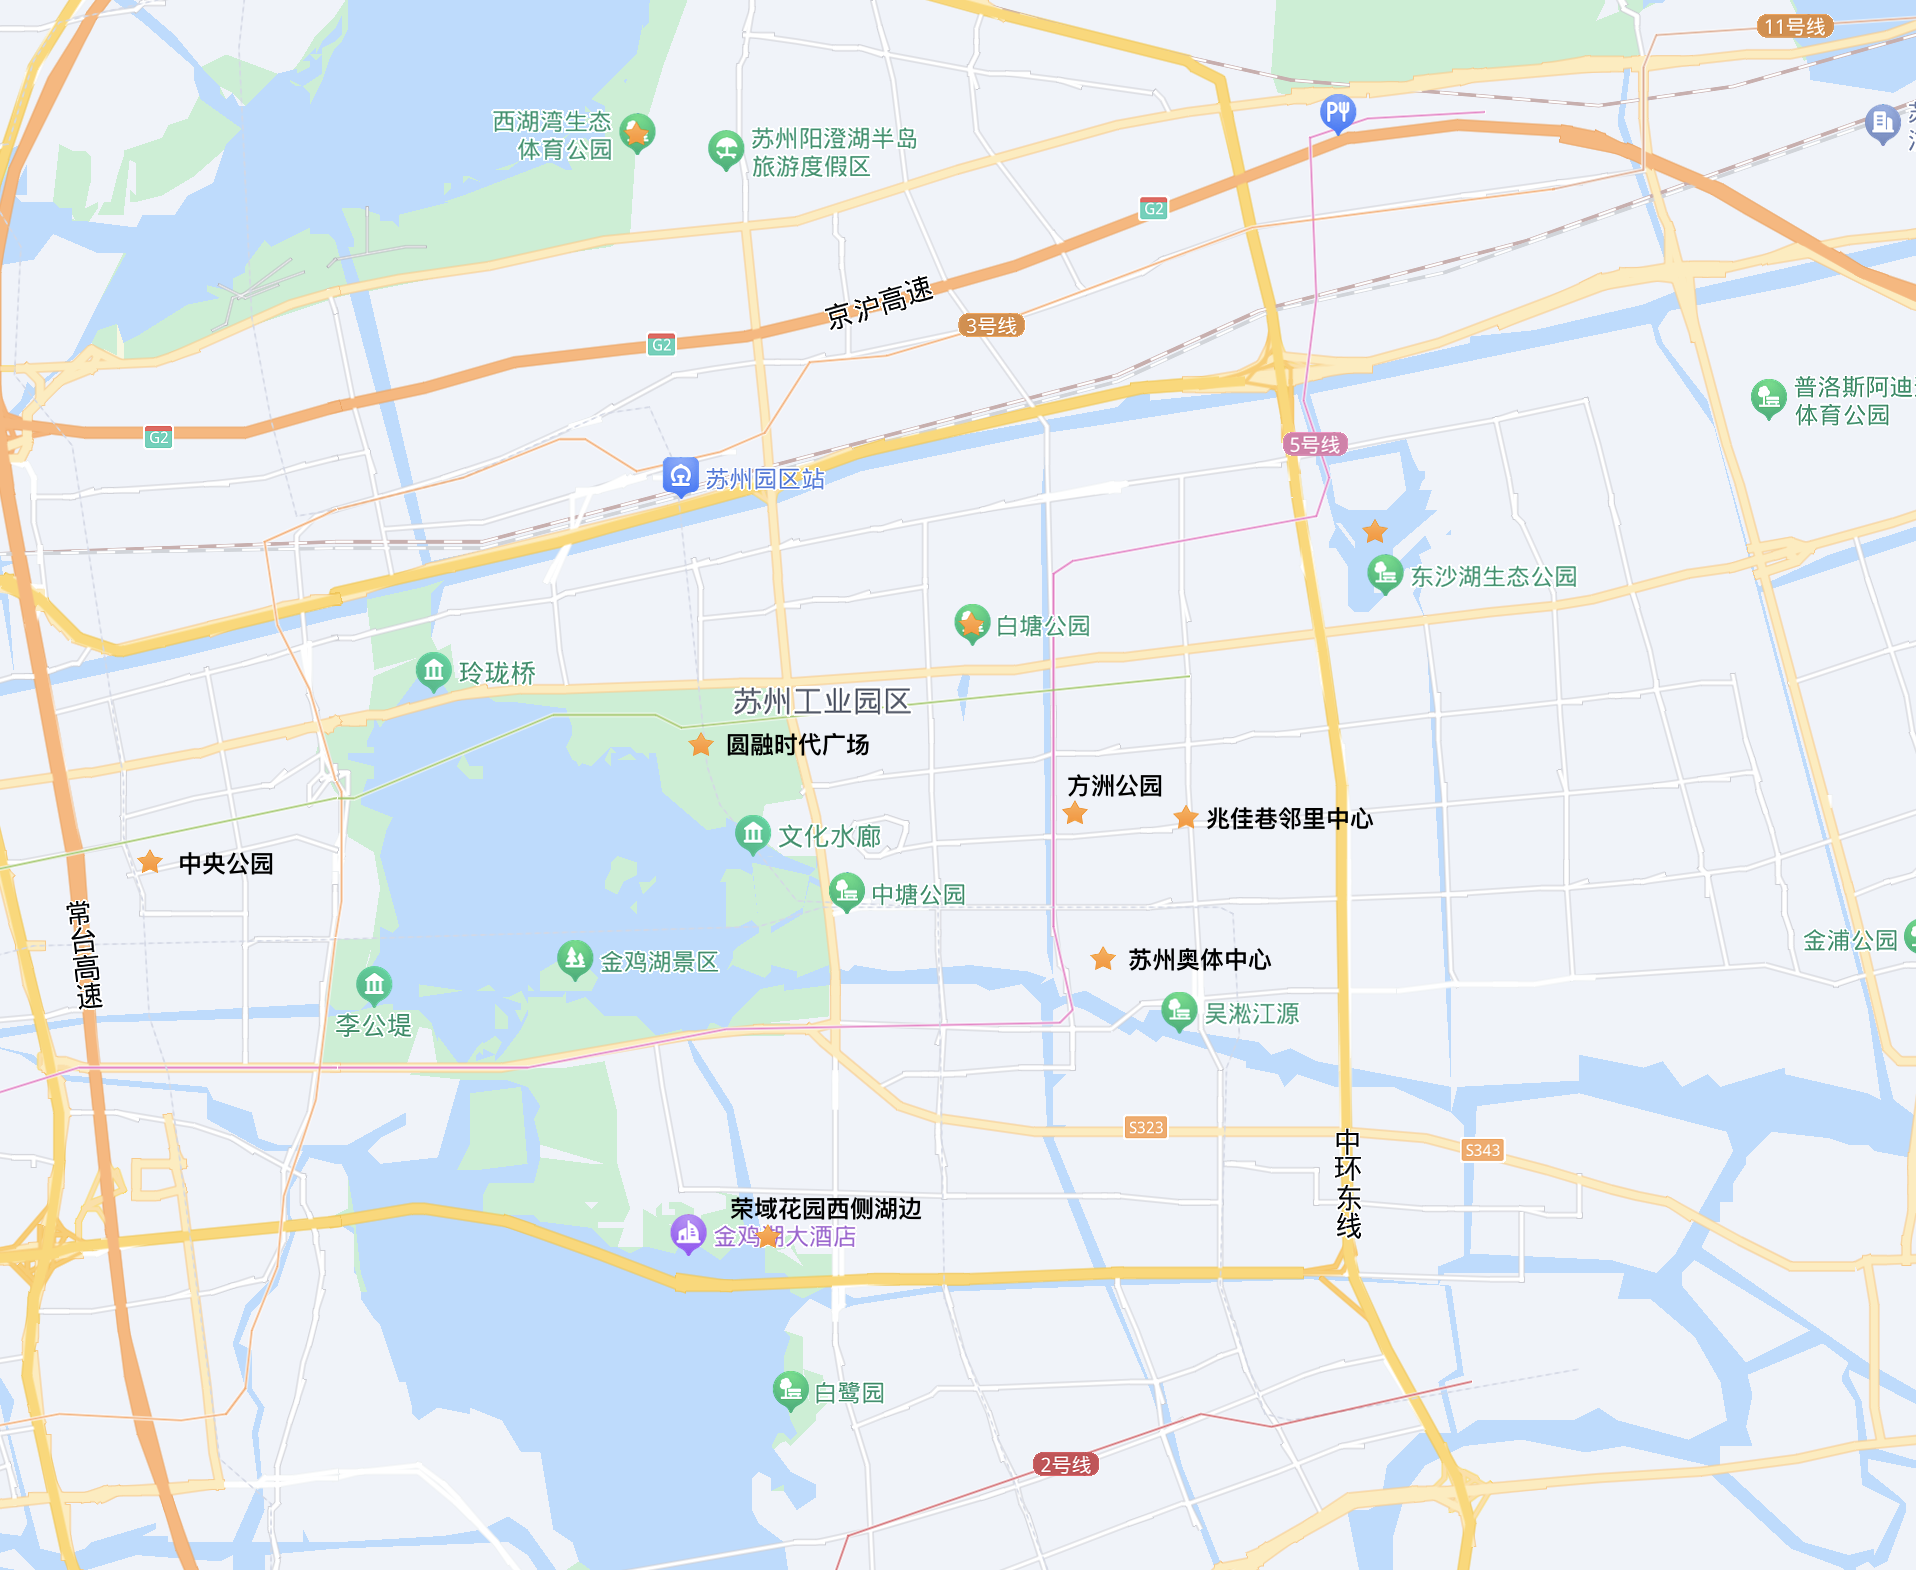 11号线
西湖湾生态
体育公园
苏州阳澄湖半岛
旅游度假区
G2
京沪高速
3号线
G2
G2
普洛斯阿迪
体育公园
5号线
苏州园区站
东沙湖生态公园
白塘公园
玲珑桥
苏州工业园区
圆融时代广场
方洲公园
兆佳巷邻里中心
文化水廊
中央公园
中塘公园
常台高速
金浦公园
金鸡湖景区
苏州奥体中心
李公堤
吴淞江源
S323
S343
中环东线
荣域花园西侧湖边
金鸡湖大酒店
白鹭园
2号线